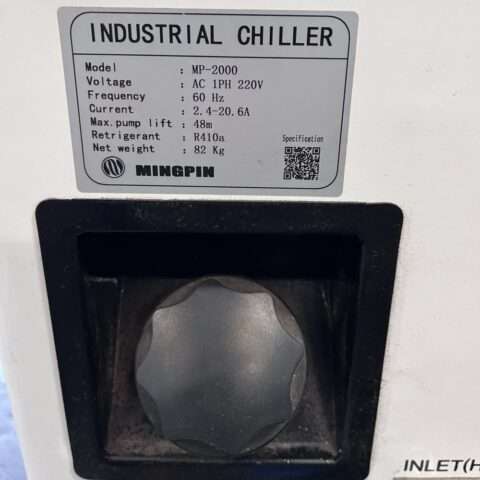 INDUSTRIAL CHILLER
Model : MP-2000
Voltage : AC 1PH 220V
Frequency : 60 Hz
Current : 2.4-20.6A
Max.pump lift : 48m
Retrigerant : R410a
Net weight : 82 Kg
Specification
MINGPIN
INLET(H